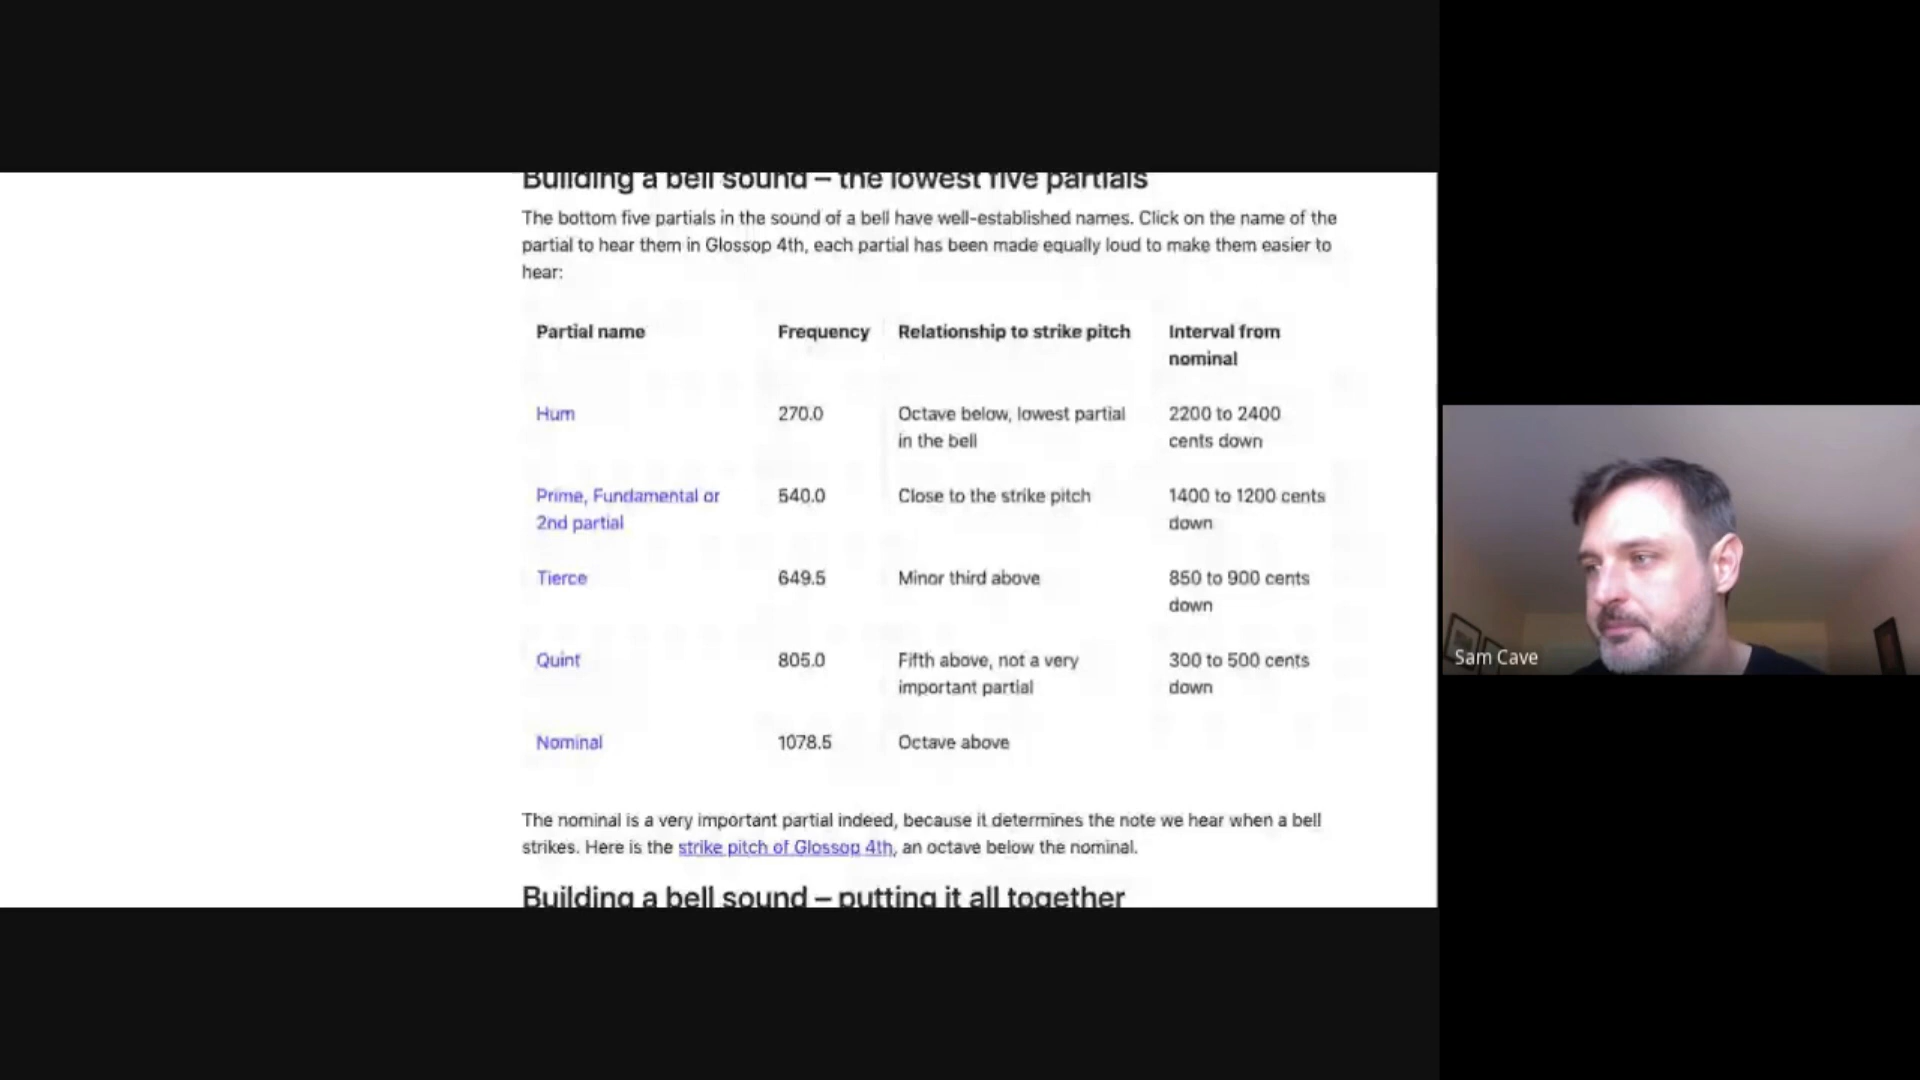 Building a bell sound – the lowest five partials
The bottom five partials in the sound of a bell have well-established names. Click on the name of the
partial to hear them in Glossop 4th, each partial has been made equally loud to make them easier to
hear:
Partial name Frequency Relationship to strike pitch Interval from
nominal
Hum 270.0 Octave below, lowest partial 2200 to 2400
in the bell cents down
Prime, Fundamental or 540.0 Close to the strike pitch 1400 to 1200 cents
2nd partial down
Tierce 649.5 Minor third above 850 to 900 cents
down
Quint 805.0 Fifth above, not a very 300 to 500 cents
important partial down
Nominal 1078.5 Octave above
The nominal is a very important partial indeed, because it determines the note we hear when a bell
strikes. Here is the strike pitch of Glossop 4th, an octave below the nominal.
Building a bell sound – putting it all together
Sam Cave